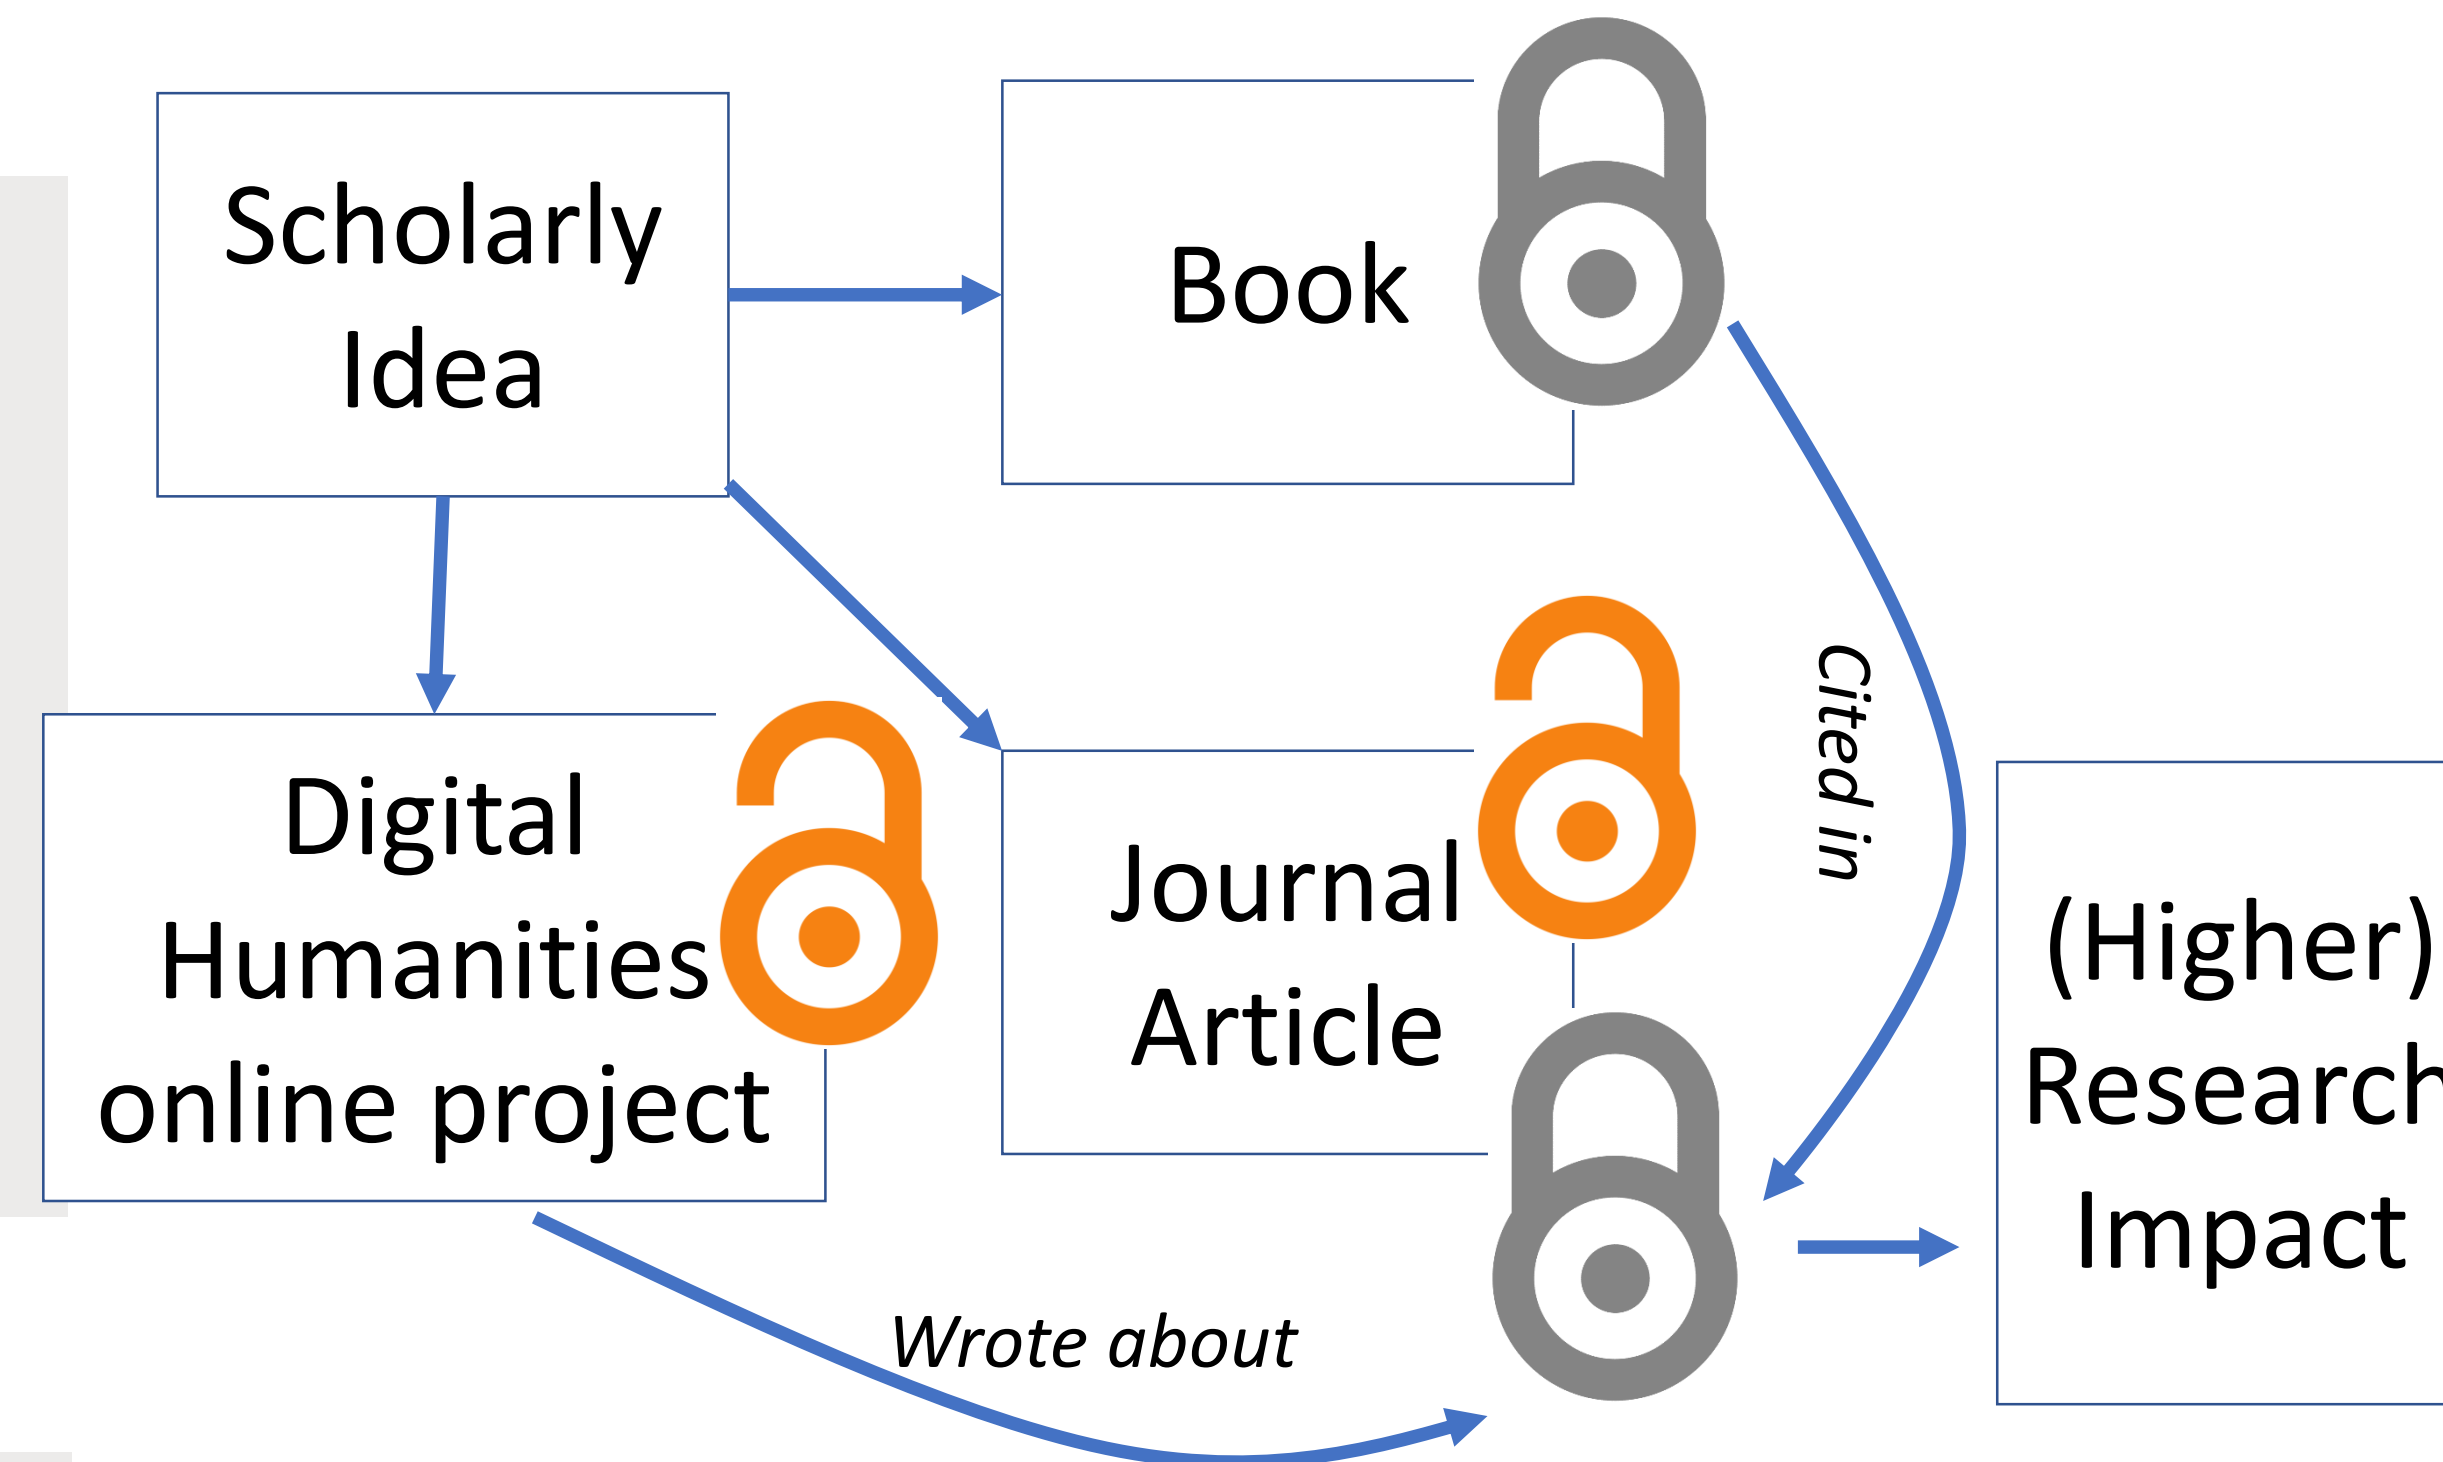 Scholarly
Idea
Book
Digital
Humanities
online project
Journal
Article
Cited in
(Higher)
Research
Impact
Wrote about